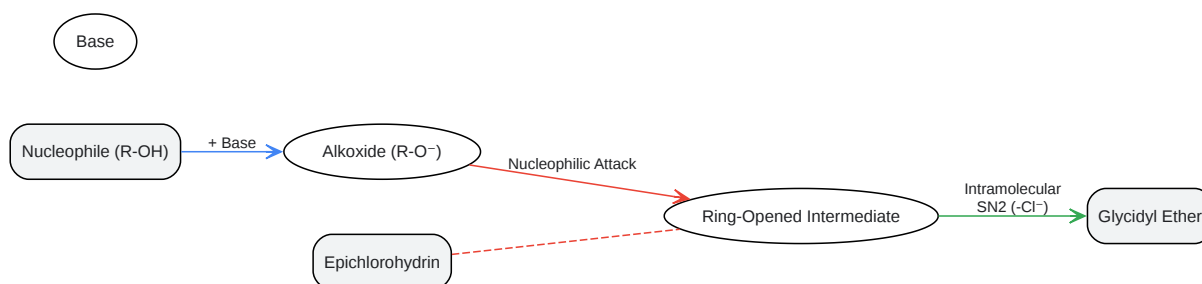 Base
Nucleophile (R-OH)
+ Base
Alkoxide (R-O⁻)
Nucleophilic Attack
Epichlorohydrin
Ring-Opened Intermediate
Intramolecular
SN2 (-Cl⁻)
Glycidyl Ether